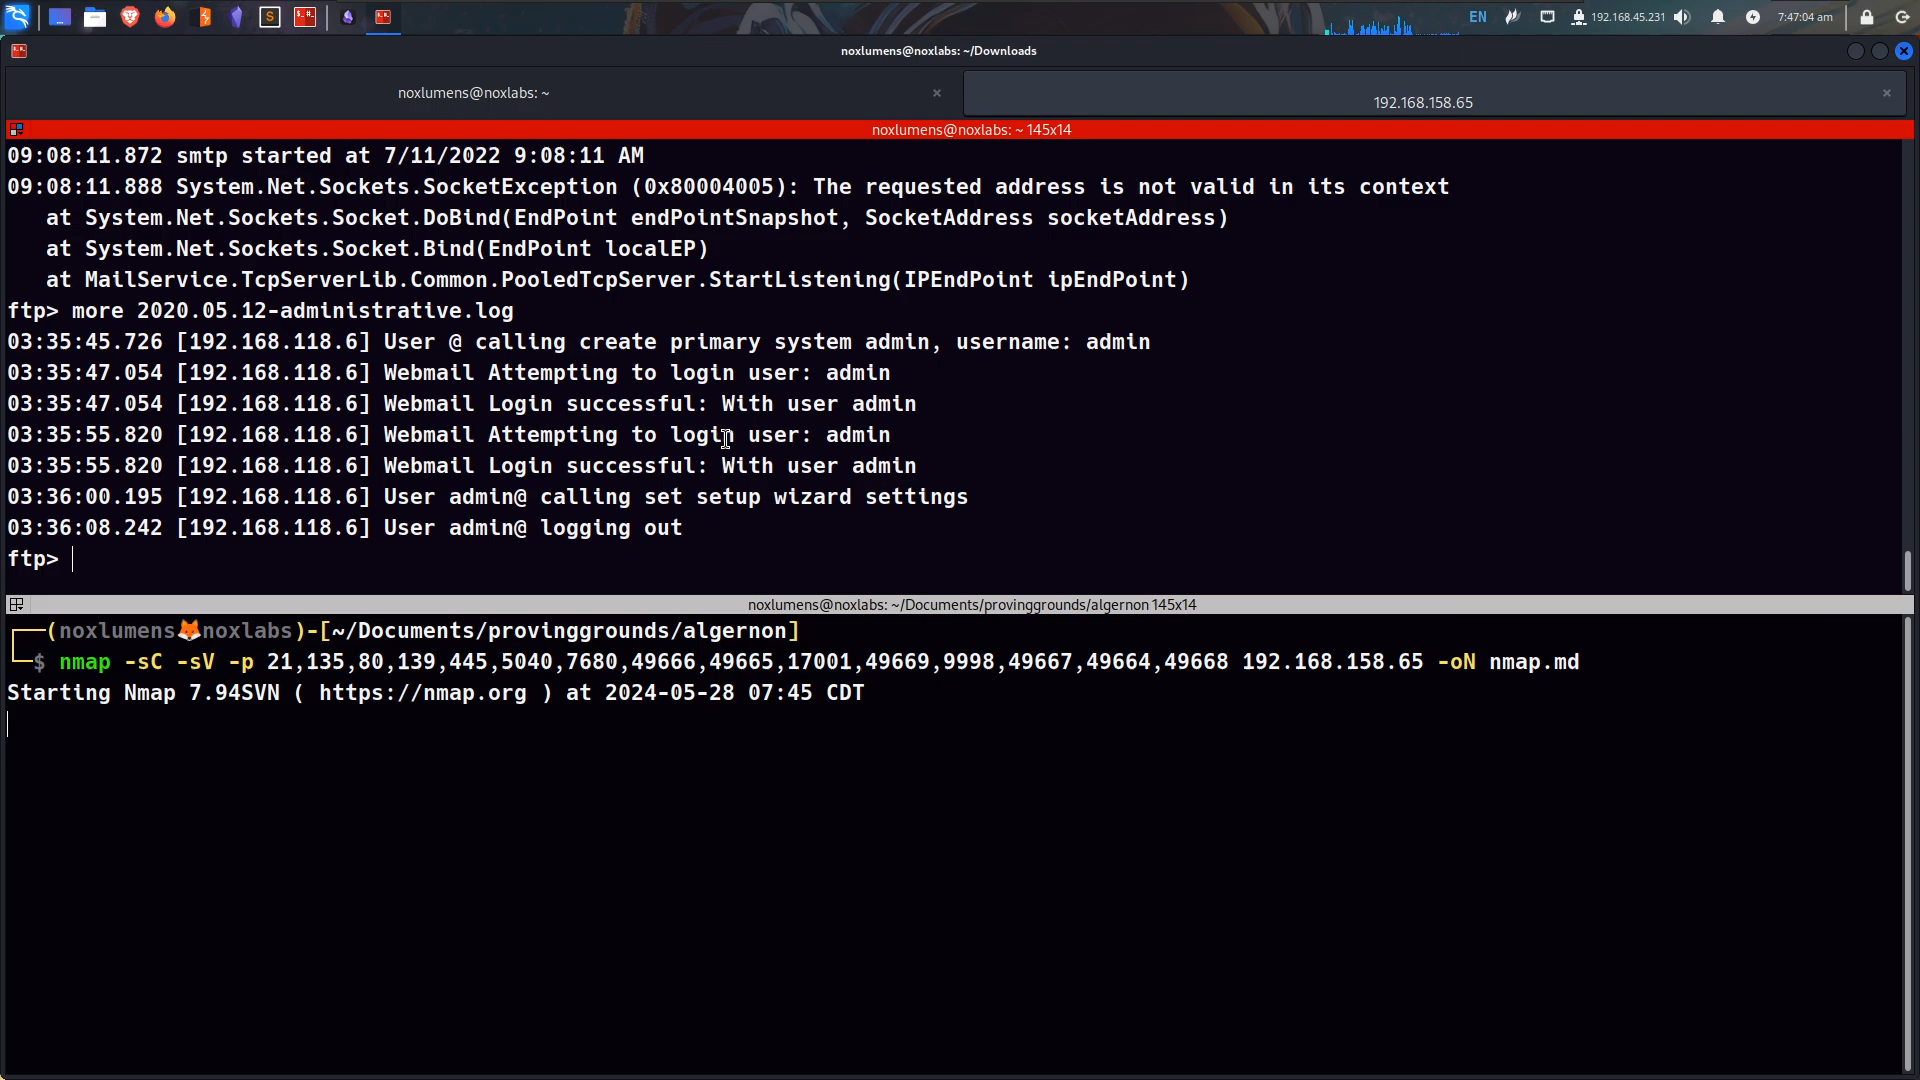 EN
192.168.45.231
7:47:04 am
noxlumens@noxlabs: ~/Downloads
noxlumens@noxlabs: ~
192.168.158.65
noxlumens@noxlabs: ~ 145x14
09:08:11.872 smtp started at 7/11/2022 9:08:11 AM
09:08:11.888 System.Net.Sockets.SocketException (0x80004005): The requested address is not valid in its context
   at System.Net.Sockets.Socket.DoBind(EndPoint endPointSnapshot, SocketAddress socketAddress)
   at System.Net.Sockets.Socket.Bind(EndPoint localEP)
   at MailService.TcpServerLib.Common.PooledTcpServer.StartListening(IPEndPoint ipEndPoint)
ftp> more 2020.05.12-administrative.log
03:35:45.726 [192.168.118.6] User @ calling create primary system admin, username: admin
03:35:47.054 [192.168.118.6] Webmail Attempting to login user: admin
03:35:47.054 [192.168.118.6] Webmail Login successful: With user admin
03:35:55.820 [192.168.118.6] Webmail Attempting to login user: admin
03:35:55.820 [192.168.118.6] Webmail Login successful: With user admin
03:36:00.195 [192.168.118.6] User admin@ calling set setup wizard settings
03:36:08.242 [192.168.118.6] User admin@ logging out
ftp>
noxlumens@noxlabs: ~/Documents/provinggrounds/algernon 145x14
(noxlumens🦊noxlabs)-[~/Documents/provinggrounds/algernon]
$ nmap -sC -sV -p 21,135,80,139,445,5040,7680,49666,49665,17001,49669,9998,49667,49664,49668 192.168.158.65 -oN nmap.md
Starting Nmap 7.94SVN ( https://nmap.org ) at 2024-05-28 07:45 CDT